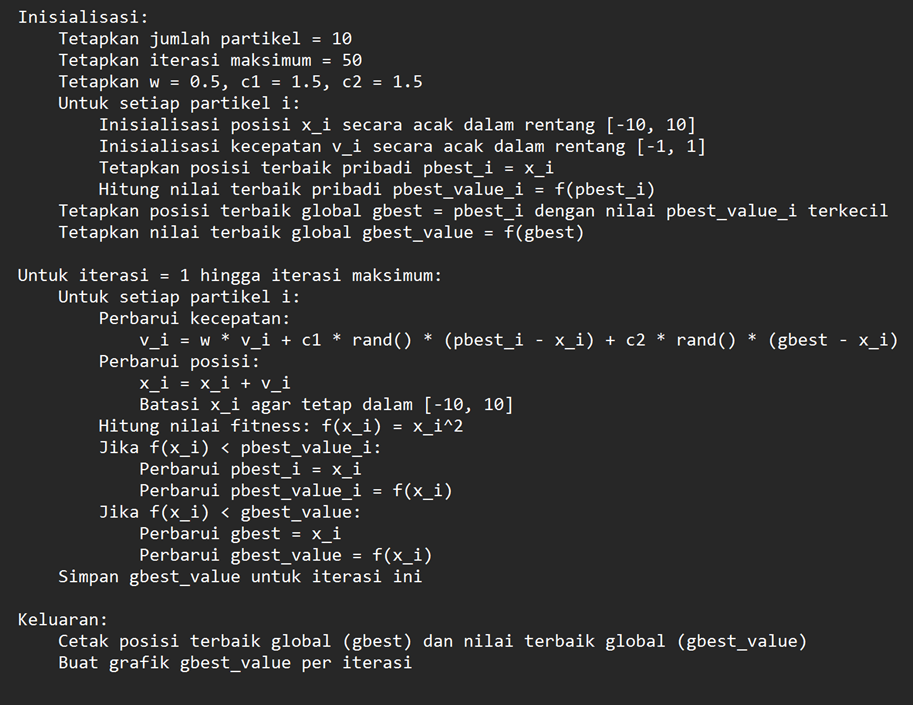 Inisialisasi:
    Tetapkan jumlah partikel = 10
    Tetapkan iterasi maksimum = 50
    Tetapkan w = 0.5, c1 = 1.5, c2 = 1.5
    Untuk setiap partikel i:
        Inisialisasi posisi x_i secara acak dalam rentang [-10, 10]
        Inisialisasi kecepatan v_i secara acak dalam rentang [-1, 1]
        Tetapkan posisi terbaik pribadi pbest_i = x_i
        Hitung nilai terbaik pribadi pbest_value_i = f(pbest_i)
    Tetapkan posisi terbaik global gbest = pbest_i dengan nilai pbest_value_i terkecil
    Tetapkan nilai terbaik global gbest_value = f(gbest)

Untuk iterasi = 1 hingga iterasi maksimum:
    Untuk setiap partikel i:
        Perbarui kecepatan:
            v_i = w * v_i + c1 * rand() * (pbest_i - x_i) + c2 * rand() * (gbest - x_i)
        Perbarui posisi:
            x_i = x_i + v_i
            Batasi x_i agar tetap dalam [-10, 10]
        Hitung nilai fitness: f(x_i) = x_i^2
        Jika f(x_i) < pbest_value_i:
            Perbarui pbest_i = x_i
            Perbarui pbest_value_i = f(x_i)
        Jika f(x_i) < gbest_value:
            Perbarui gbest = x_i
            Perbarui gbest_value = f(x_i)
    Simpan gbest_value untuk iterasi ini

Keluaran:
    Cetak posisi terbaik global (gbest) dan nilai terbaik global (gbest_value)
    Buat grafik gbest_value per iterasi